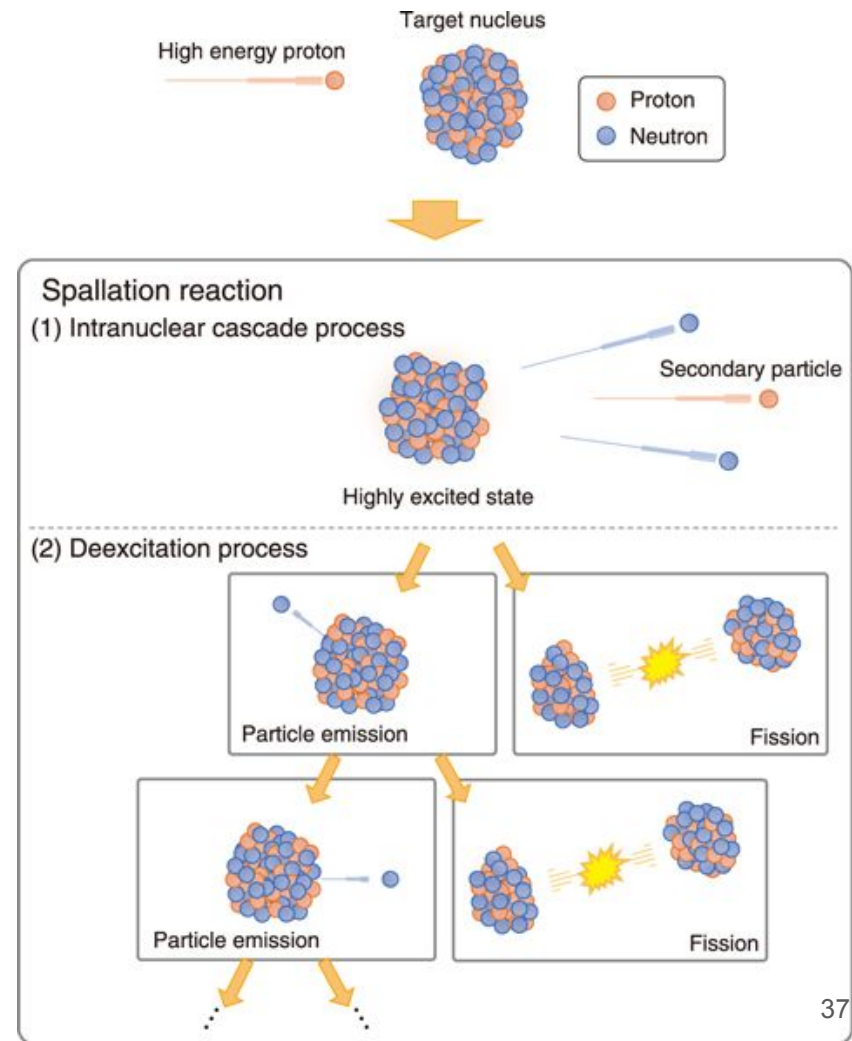 Target nucleus
High energy proton
Proton
Neutron
Spallation reaction
(1) Intranuclear cascade process
Secondary particle
Highly excited state
(2) Deexcitation process
Particle emission
Fission
Particle emission
Fission
37